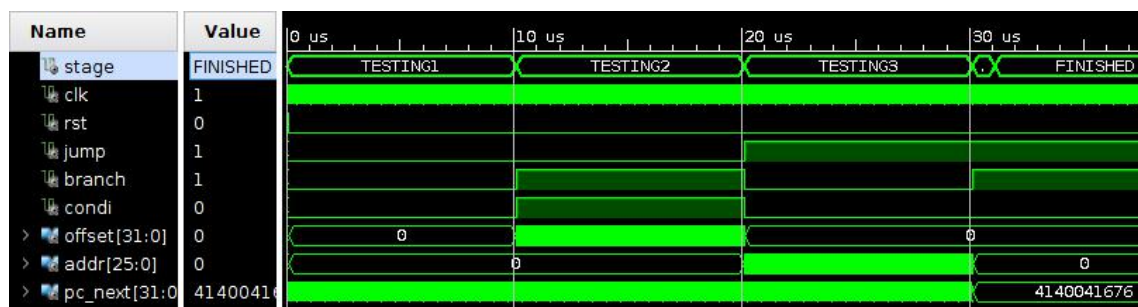 Name Value 0 us 10 us 20 us 30 us
stage FINISHED TESTING1 TESTING2 TESTING3 . FINISHED
clk 1
rst 0
jump 1
branch 1
condi 0
offset[31:0] 0 0 0
addr[25:0] 0 0 0
pc_next[31:0 41400416 4140041676